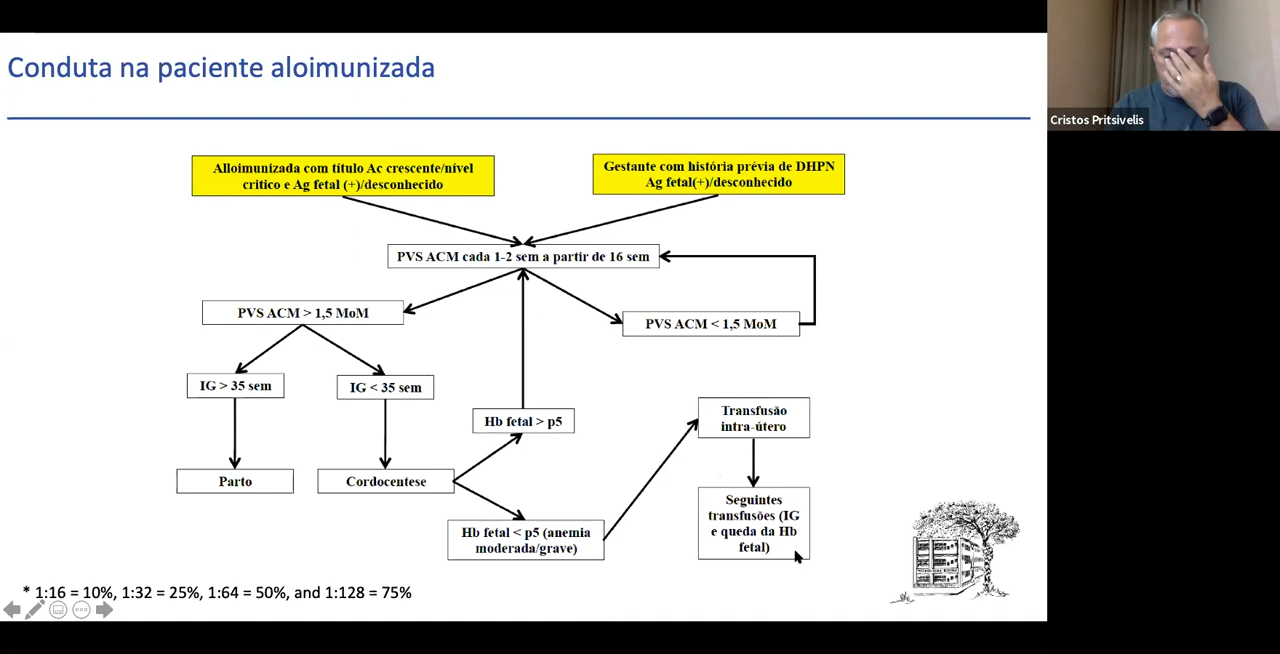 Conduta na paciente aloimunizada
Cristos Pritsivelis
Alloimunizada com título Ac crescente/nível
crítico e Ag fetal (+)/desconhecido
Gestante com história prévia de DHPN
Ag fetal(+)/desconhecido
PVS ACM cada 1-2 sem a partir de 16 sem
PVS ACM > 1,5 MoM
PVS ACM < 1,5 MoM
IG > 35 sem
IG < 35 sem
Hb fetal > p5
Transfusão
intra-útero
Parto
Cordocentese
Hb fetal < p5 (anemia
moderada/grave)
Seguintes
transfusões (IG
e queda da Hb
fetal)
* 1:16 = 10%, 1:32 = 25%, 1:64 = 50%, and 1:128 = 75%